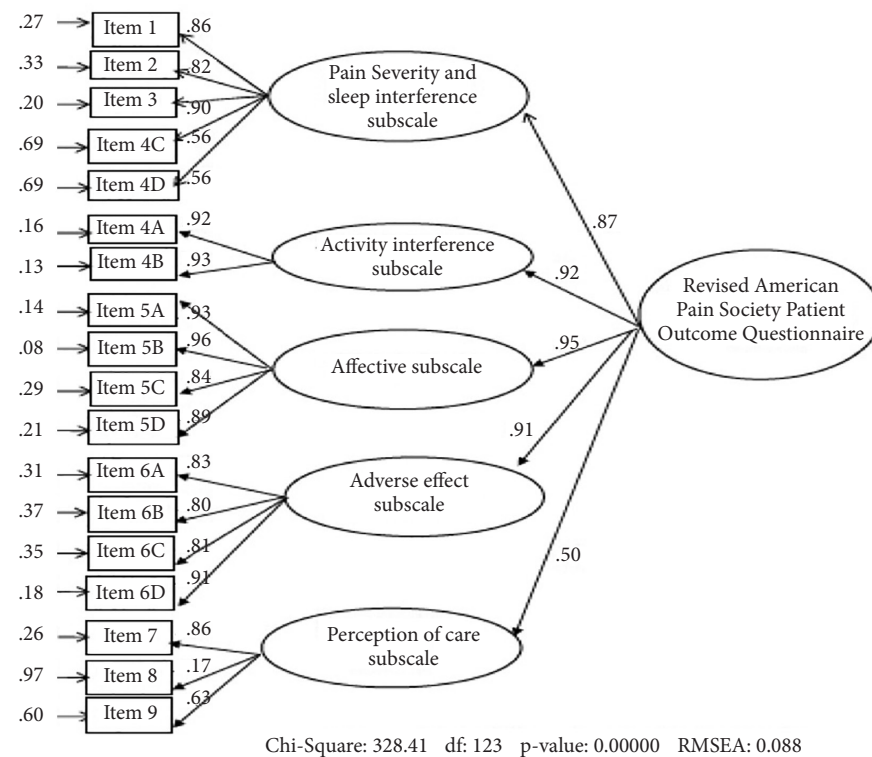 .27 Item 1 .86
.33 Item 2 .82
.20 Item 3 .90
.69 Item 4C .56
.69 Item 4D .56
Pain Severity and
sleep interference
subscale
.87
.16 Item 4A .92
.13 Item 4B .93
Activity interference
subscale
.92
.14 Item 5A .93
.08 Item 5B .96
.29 Item 5C .84
.21 Item 5D .89
Affective subscale
.95
Revised American
Pain Society Patient
Outcome Questionnaire
.31 Item 6A .83
.37 Item 6B .80
.35 Item 6C .81
.18 Item 6D .91
Adverse effect
subscale
.91
.26 Item 7 .86
.97 Item 8 .17
.60 Item 9 .63
Perception of care
subscale
.50
Chi-Square: 328.41 df: 123 p-value: 0.00000 RMSEA: 0.088